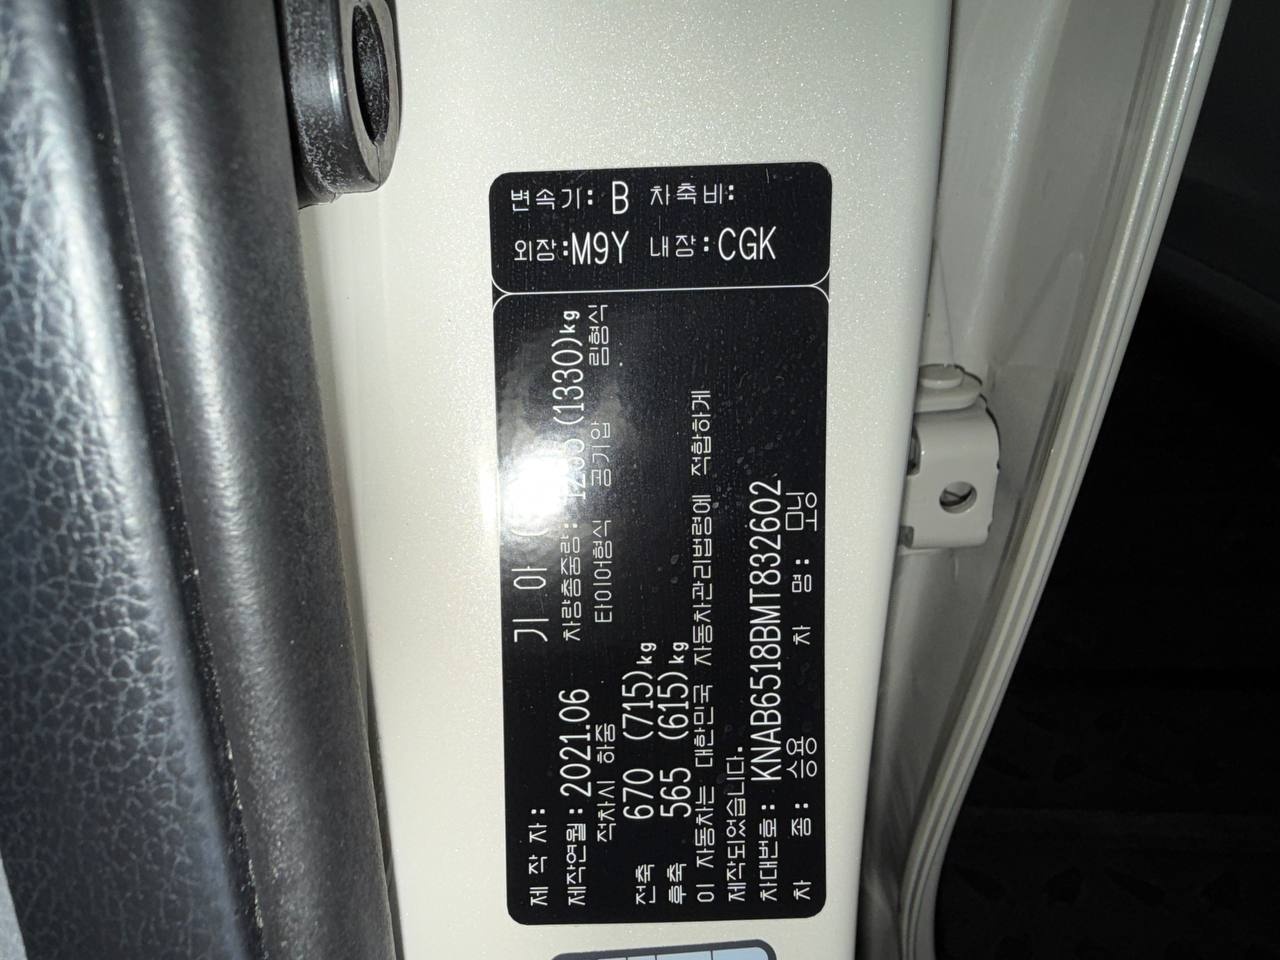 변속기: B 차축비:
외장:M9Y 내장:CGK
제 작 자: 기 아 (
제작연월: 2021.06 차량총중량: (1330)kg
적차시 하중 타이어형식 공기압 림형식
전축 670 (715)kg
후축 565 (615)kg
이 자동차는 대한민국 자동차관리법령에 적합하게
제작되었습니다.
차대번호: KNAB6518BMT832602
차 종: 승용 차 명: 모닝